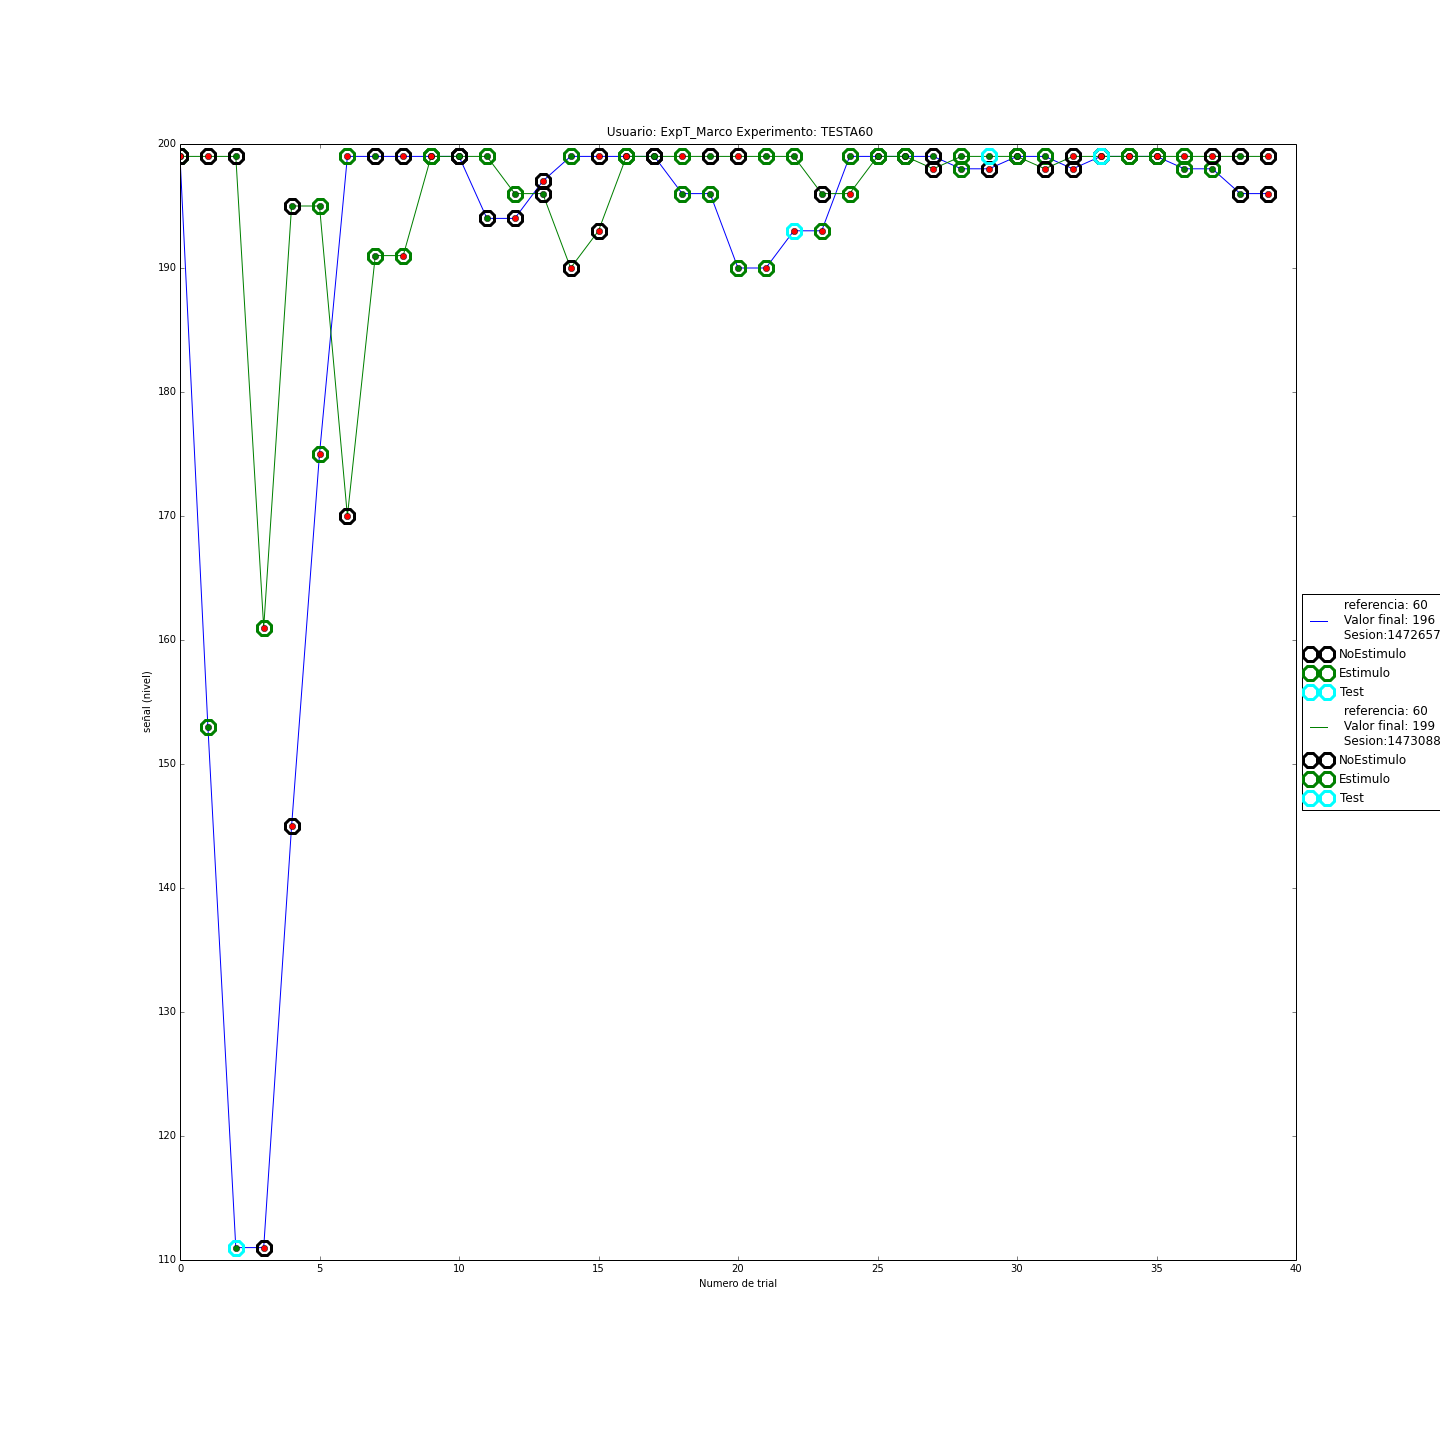 Usuario: ExpT_Marco Experimento: TESTA60
200
190
180
170
160
150
140
130
120
110
señal (nivel)
0 5 10 15 20 25 30 35 40
Numero de trial
referencia: 60
Valor final: 196
Sesion:1472657
NoEstimulo
Estimulo
Test
referencia: 60
Valor final: 199
Sesion:1473088
NoEstimulo
Estimulo
Test